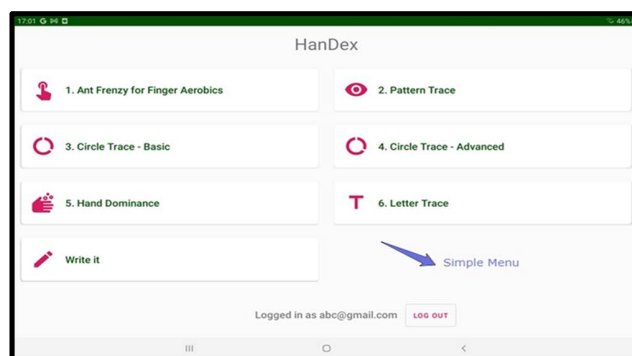 17:01 G 46%
HanDex
1. Ant Frenzy for Finger Aerobics
2. Pattern Trace
3. Circle Trace - Basic
4. Circle Trace - Advanced
5. Hand Dominance
6. Letter Trace
Write it
Simple Menu
Logged in as abc@gmail.com LOG OUT